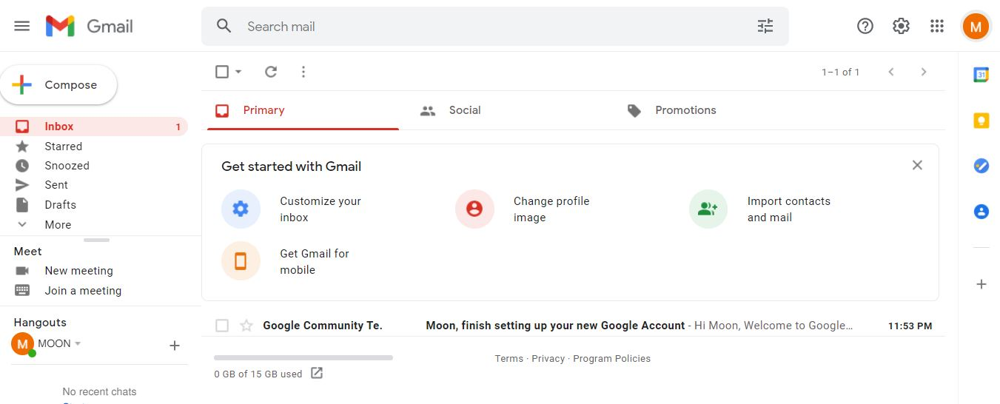 Gmail
Search mail
M
Compose
1–1 of 1
31
Primary
Social
Promotions
Inbox 1
Starred
Snoozed
Sent
Drafts
More
Get started with Gmail
Customize your
inbox
Change profile
image
Import contacts
and mail
Get Gmail for
mobile
Meet
New meeting
Join a meeting
Google Community Te. Moon, finish setting up your new Google Account - Hi Moon, Welcome to Google… 11:53 PM
Hangouts
M MOON
Terms · Privacy · Program Policies
0 GB of 15 GB used
No recent chats